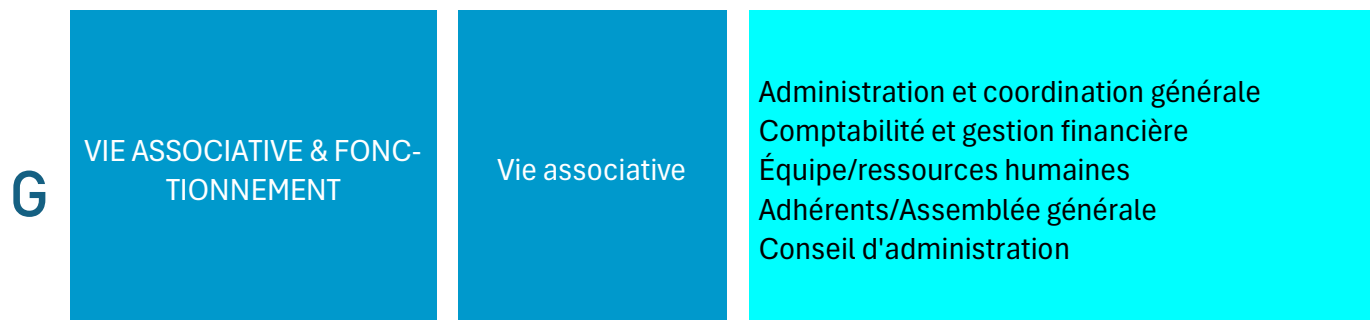 G
VIE ASSOCIATIVE & FONC-
TIONNEMENT
Vie associative
Administration et coordination générale
Comptabilité et gestion financière
Équipe/ressources humaines
Adhérents/Assemblée générale
Conseil d'administration